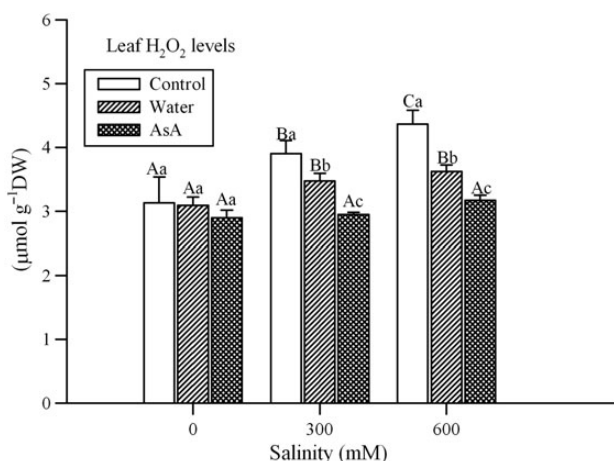 Leaf H₂O₂ levels
Control
Water
AsA
(μmol g⁻¹DW)
6
5
4
3
2
1
0
Aa
Aa
Aa
Ba
Bb
Ac
Ca
Bb
Ac
0
300
600
Salinity (mM)